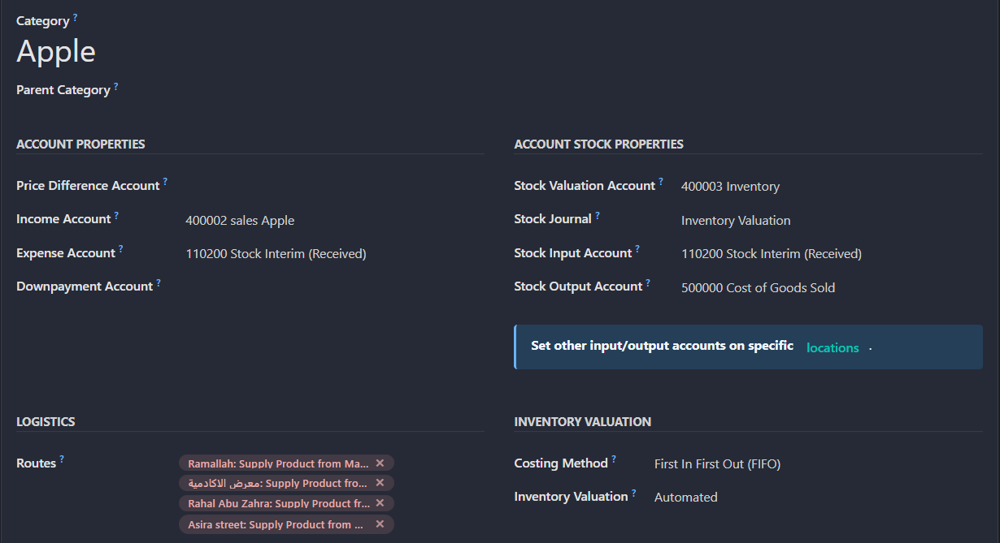 Category ?
Apple
Parent Category ?
ACCOUNT PROPERTIES
Price Difference Account ?
Income Account ? 400002 sales Apple
Expense Account ? 110200 Stock Interim (Received)
Downpayment Account ?
ACCOUNT STOCK PROPERTIES
Stock Valuation Account ? 400003 Inventory
Stock Journal ? Inventory Valuation
Stock Input Account ? 110200 Stock Interim (Received)
Stock Output Account ? 500000 Cost of Goods Sold
Set other input/output accounts on specific locations .
LOGISTICS
Routes ? Ramallah: Supply Product from Ma... ✕
معرض الاكادمية: Supply Product fro... ✕
Rahal Abu Zahra: Supply Product fr... ✕
Asira street: Supply Product from ... ✕
INVENTORY VALUATION
Costing Method ? First In First Out (FIFO)
Inventory Valuation ? Automated